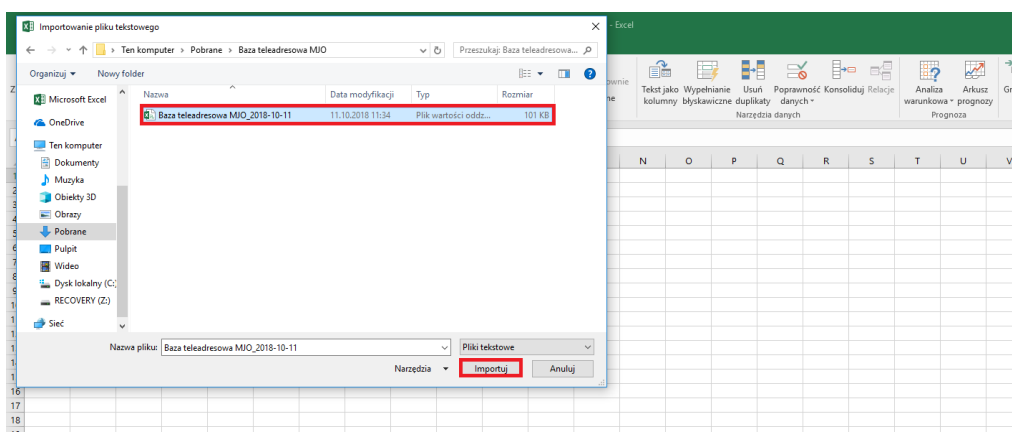 Importowanie pliku tekstowego
- Excel
Ten komputer > Pobrane > Baza teleadresowa MJO
Przeszukaj: Baza teleadresowa...
Organizuj
Nowy folder
Nazwa
Data modyfikacji
Typ
Rozmiar
Baza teleadresowa MJO_2018-10-11
11.10.2018 11:34
Plik wartości oddz...
101 KB
Microsoft Excel
OneDrive
Ten komputer
Dokumenty
Muzyka
Obiekty 3D
Obrazy
Pobrane
Pulpit
Wideo
Dysk lokalny (C:)
RECOVERY (Z:)
Sieć
Nazwa pliku:
Baza teleadresowa MJO_2018-10-11
Pliki tekstowe
Narzędzia
Importuj
Anuluj
Tekst jako kolumny
Wypełnianie błyskawiczne
Usuń duplikaty
Poprawność danych
Konsoliduj
Relacje
Narzędzia danych
Analiza warunkowa
Arkusz prognozy
Prognoza
N O P Q R S T U V
16
17
18